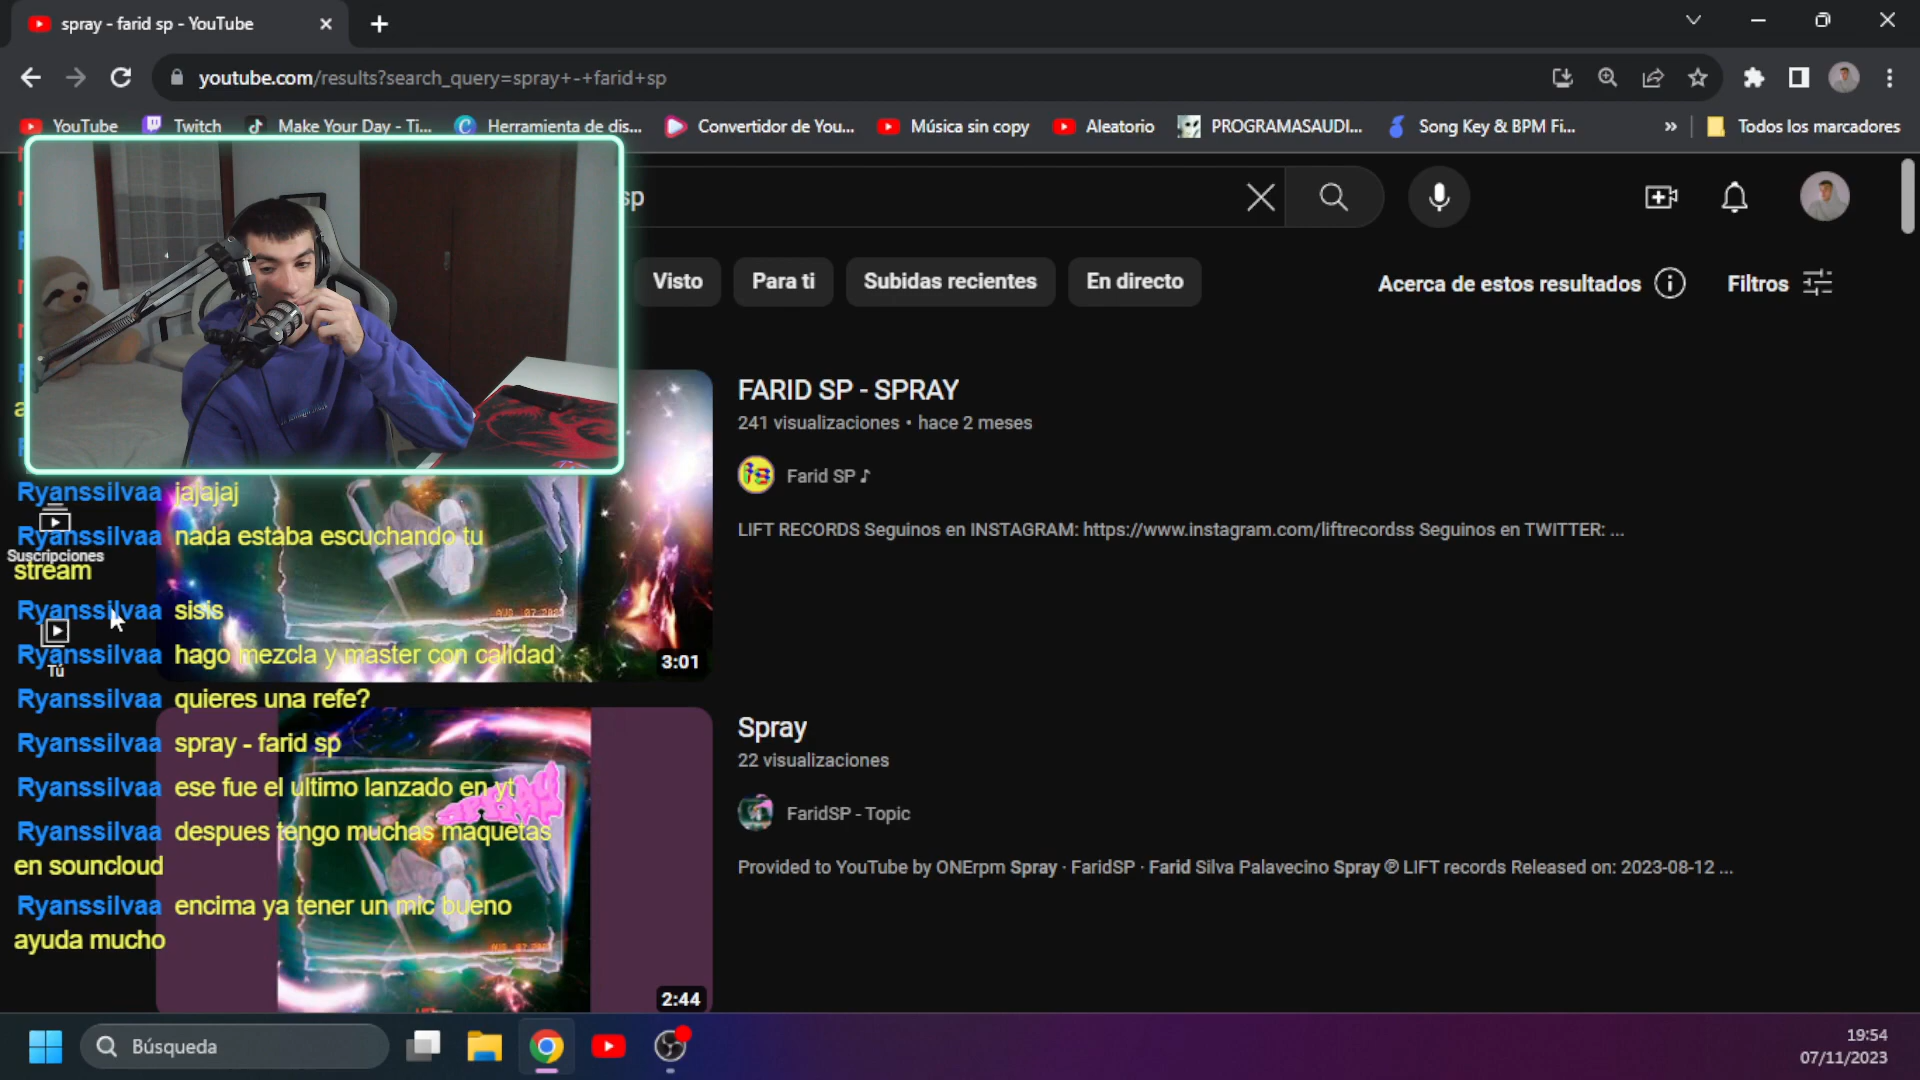 spray - farid sp - YouTube
youtube.com/results?search_query=spray+-+farid+sp
YouTube
Twitch
Make Your Day - Ti...
Herramienta de dis...
Convertidor de You...
Música sin copy
Aleatorio
PROGRAMASAUDI...
Song Key & BPM Fi...
»
Todos los marcadores
sp
Visto
Para ti
Subidas recientes
En directo
Acerca de estos resultados
Filtros
FARID SP - SPRAY
241 visualizaciones • hace 2 meses
Farid SP ♪
LIFT RECORDS Seguinos en INSTAGRAM: https://www.instagram.com/liftrecordss Seguinos en TWITTER: ...
3:01
Spray
22 visualizaciones
FaridSP - Topic
Provided to YouTube by ONErpm Spray · FaridSP · Farid Silva Palavecino Spray ℗ LIFT records Released on: 2023-08-12 ...
2:44
Suscripciones
Tú
Ryanssilvaa jajajaj
Ryanssilvaa nada estaba escuchando tu
stream
Ryanssilvaa sisis
Ryanssilvaa hago mezcla y master con calidad
Ryanssilvaa quieres una refe?
Ryanssilvaa spray - farid sp
Ryanssilvaa ese fue el ultimo lanzado en yt
Ryanssilvaa despues tengo muchas maquetas
en souncloud
Ryanssilvaa encima ya tener un mic bueno
ayuda mucho
Búsqueda
19:54
07/11/2023